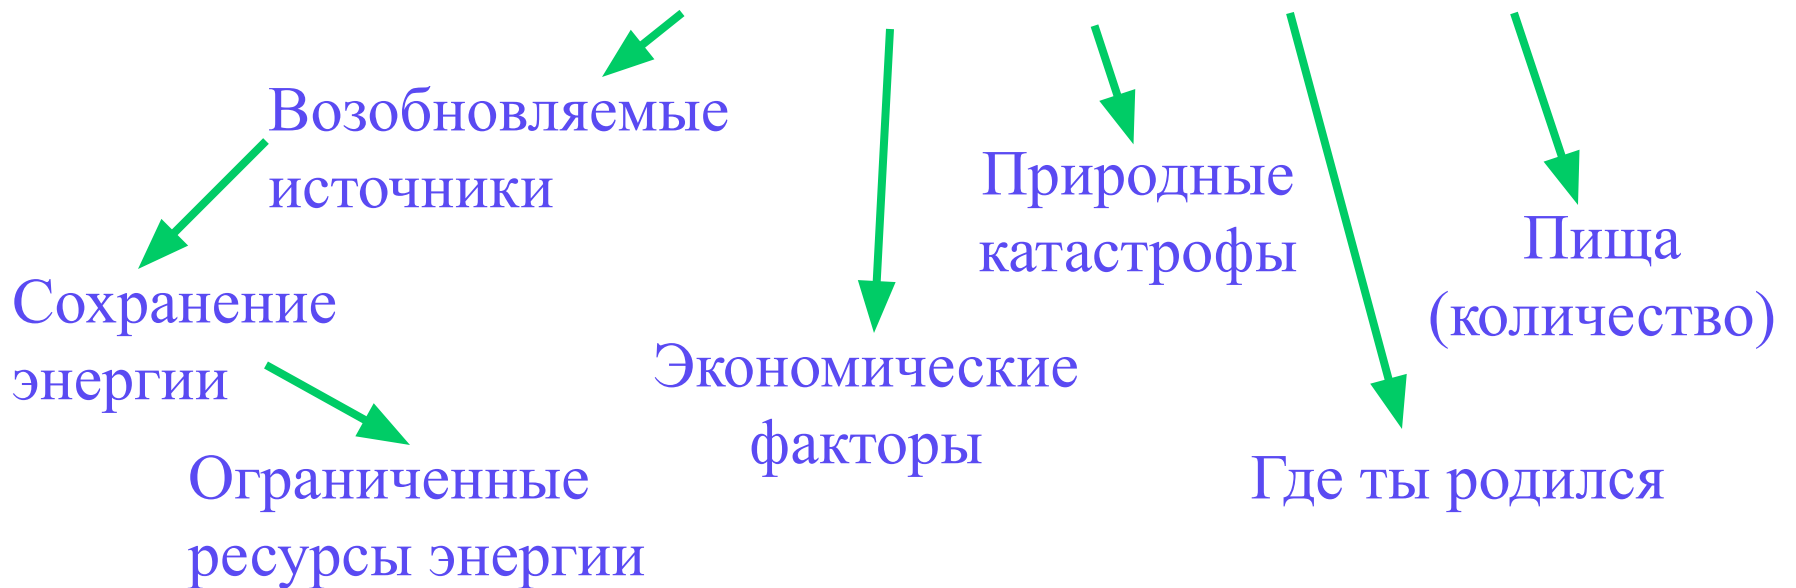 Возобновляемые
источники
Природные
катастрофы
Пища
(количество)
Сохранение
энергии
Экономические
факторы
Ограниченные
ресурсы энергии
Где ты родился